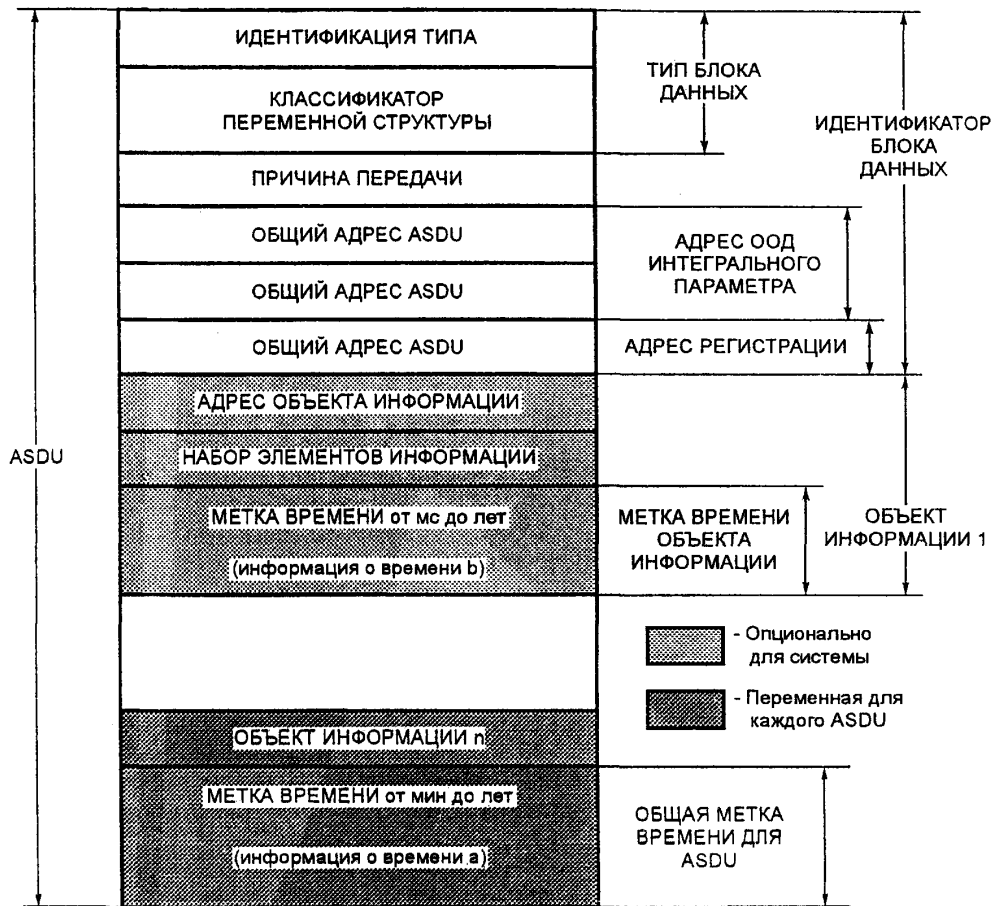 ИДЕНТИФИКАЦИЯ ТИПА
КЛАССИФИКАТОР
ПЕРЕМЕННОЙ СТРУКТУРЫ
ПРИЧИНА ПЕРЕДАЧИ
ОБЩИЙ АДРЕС ASDU
ОБЩИЙ АДРЕС ASDU
ОБЩИЙ АДРЕС ASDU
АДРЕС ОБЪЕКТА ИНФОРМАЦИИ
НАБОР ЭЛЕМЕНТОВ ИНФОРМАЦИИ
МЕТКА ВРЕМЕНИ от мс до лет
(информация о времени b)
ОБЪЕКТ ИНФОРМАЦИИ n
МЕТКА ВРЕМЕНИ от мин до лет
(информация о времени a)
ASDU
ТИП БЛОКА
ДАННЫХ
ИДЕНТИФИКАТОР
БЛОКА
ДАННЫХ
АДРЕС ООД
ИНТЕГРАЛЬНОГО
ПАРАМЕТРА
АДРЕС РЕГИСТРАЦИИ
МЕТКА ВРЕМЕНИ
ОБЪЕКТА
ИНФОРМАЦИИ
ОБЪЕКТ
ИНФОРМАЦИИ 1
- Опционально
для системы
- Переменная для
каждого ASDU
ОБЩАЯ МЕТКА
ВРЕМЕНИ ДЛЯ
ASDU